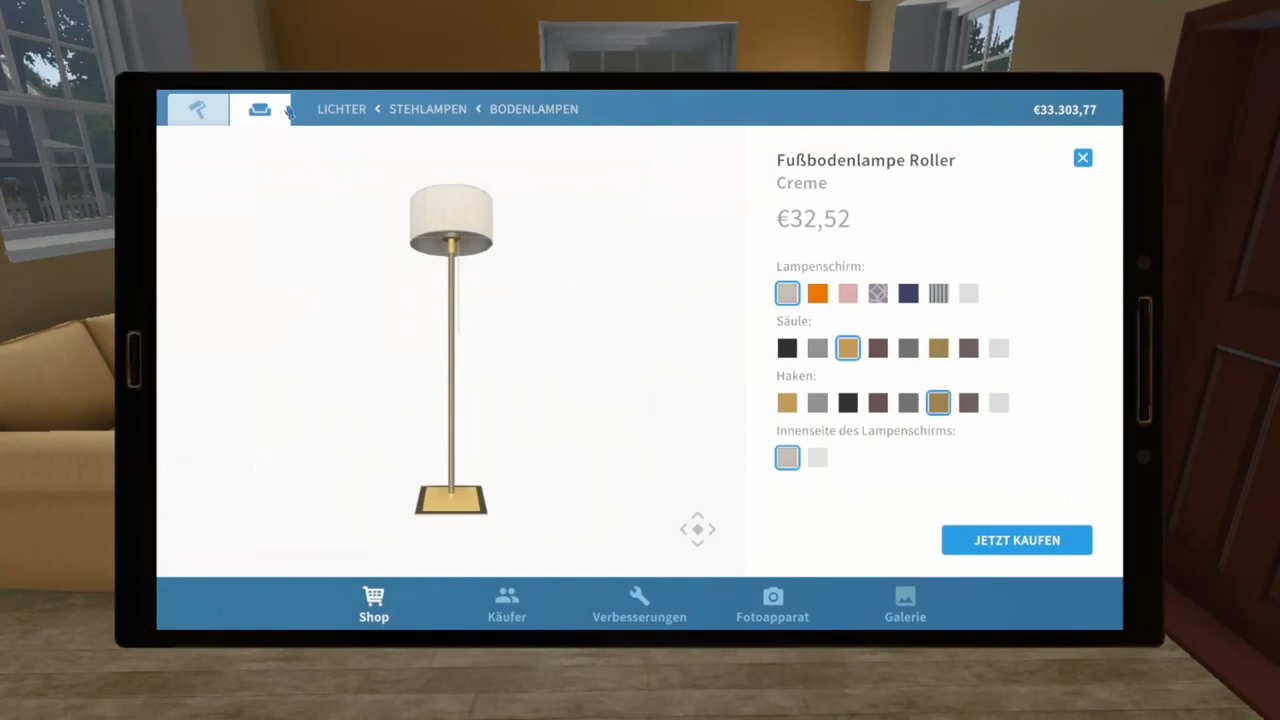 LICHTER < STEHLAMPEN < BODENLAMPEN
€33.303,77
Fußbodenlampe Roller
Creme
€32,52
Lampenschirm:
Säule:
Haken:
Innenseite des Lampenschirms:
JETZT KAUFEN
Shop
Käufer
Verbesserungen
Fotoapparat
Galerie